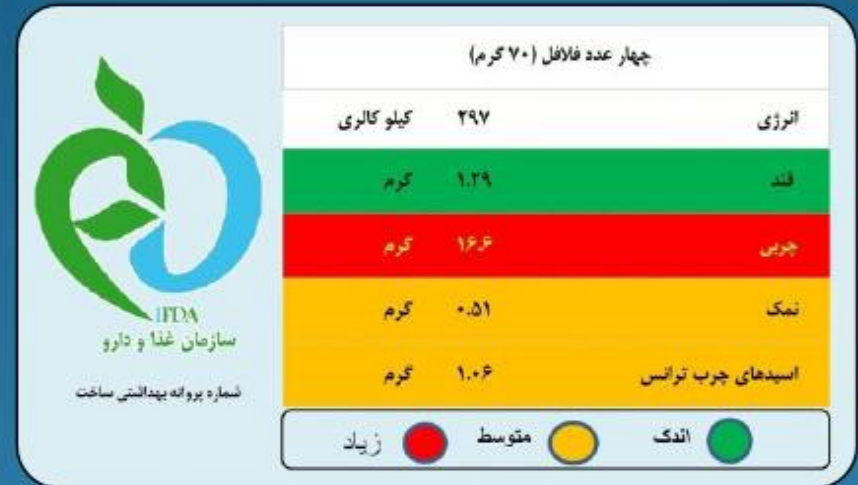 چهار عدد فلافل (۷۰ گرم)
انرژی ۲۹۷ کیلو کالری
قند ۱.۲۹ گرم
چربی ۱۶.۶ گرم
نمک ۰.۵۱ گرم
اسیدهای چرب ترانس ۱.۰۶ گرم
اندک متوسط زیاد
IFDA
سازمان غذا و دارو
شماره پروانه بهداشتی ساخت